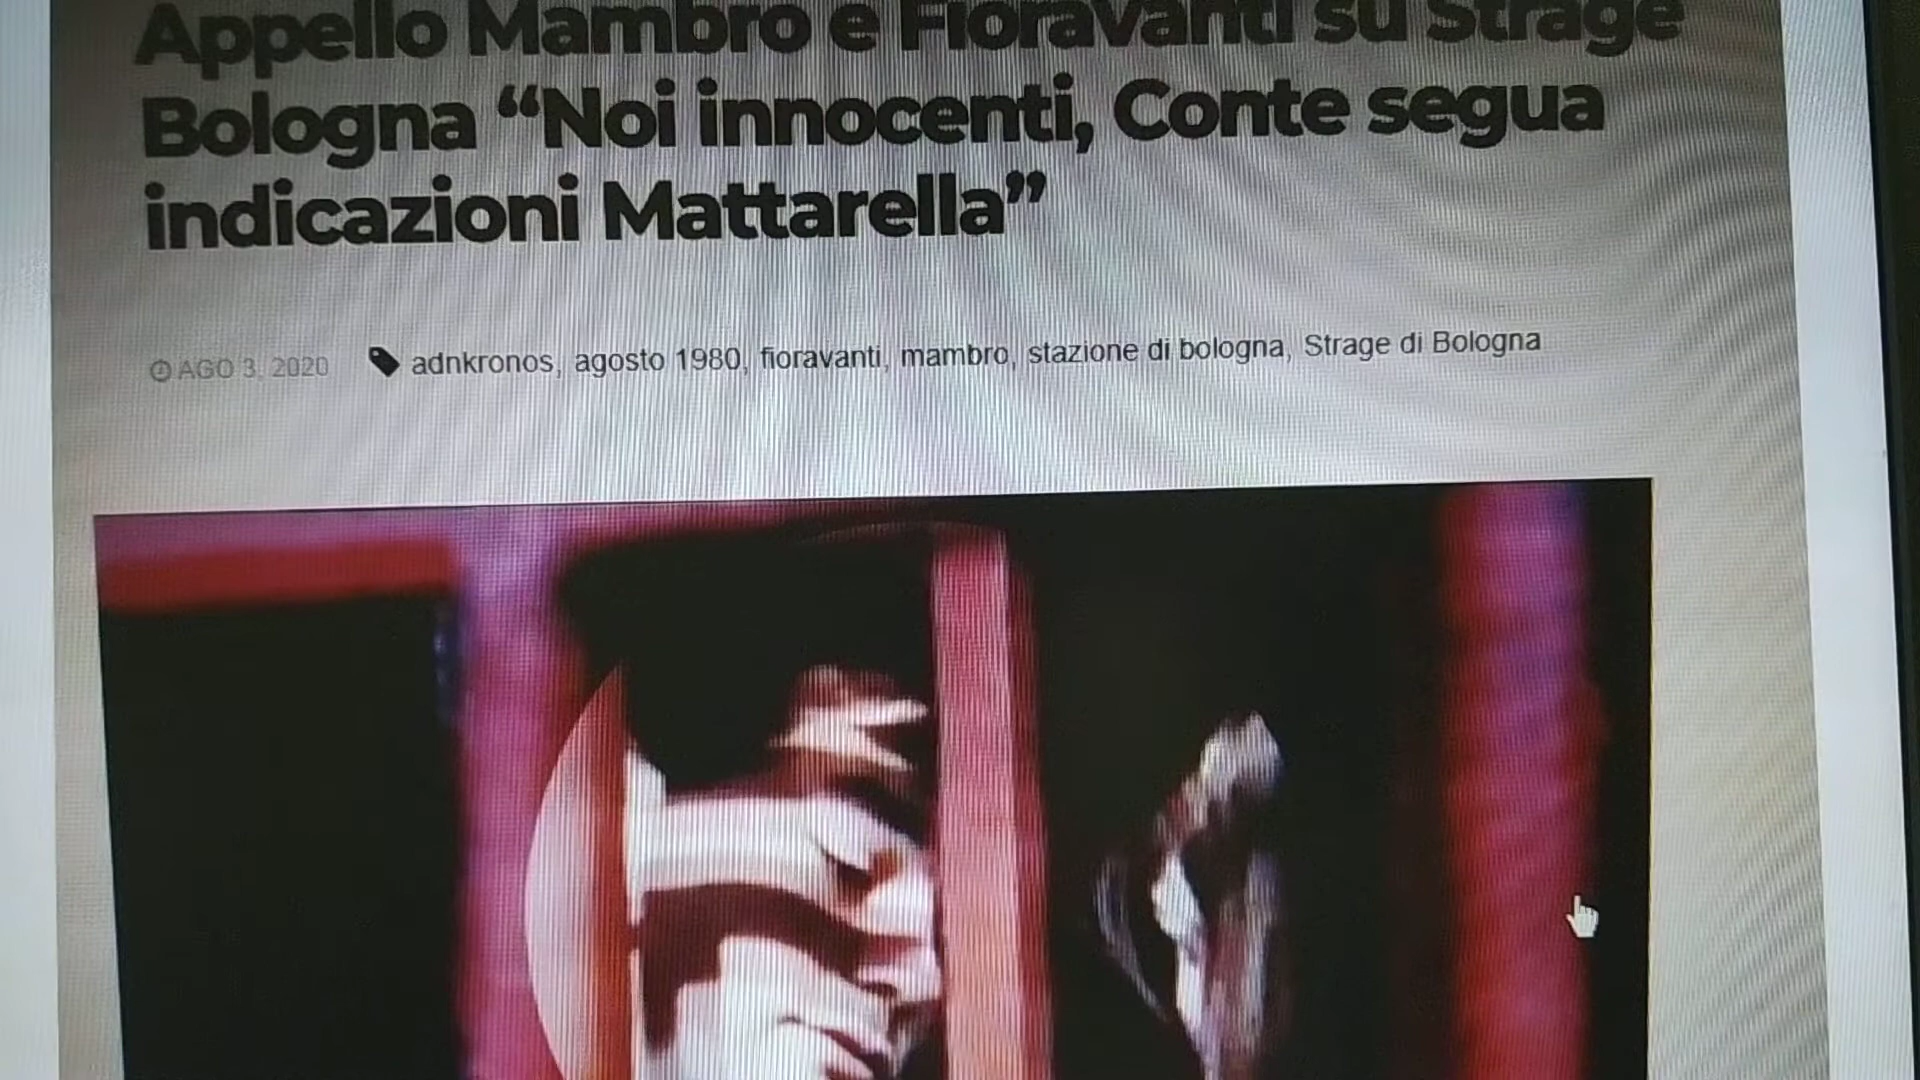 Appello Mambro e Fioravanti su Strage
Bologna “Noi innocenti, Conte segua
indicazioni Mattarella”
AGO 3, 2020 adnkronos, agosto 1980, fioravanti, mambro, stazione di bologna, Strage di Bologna